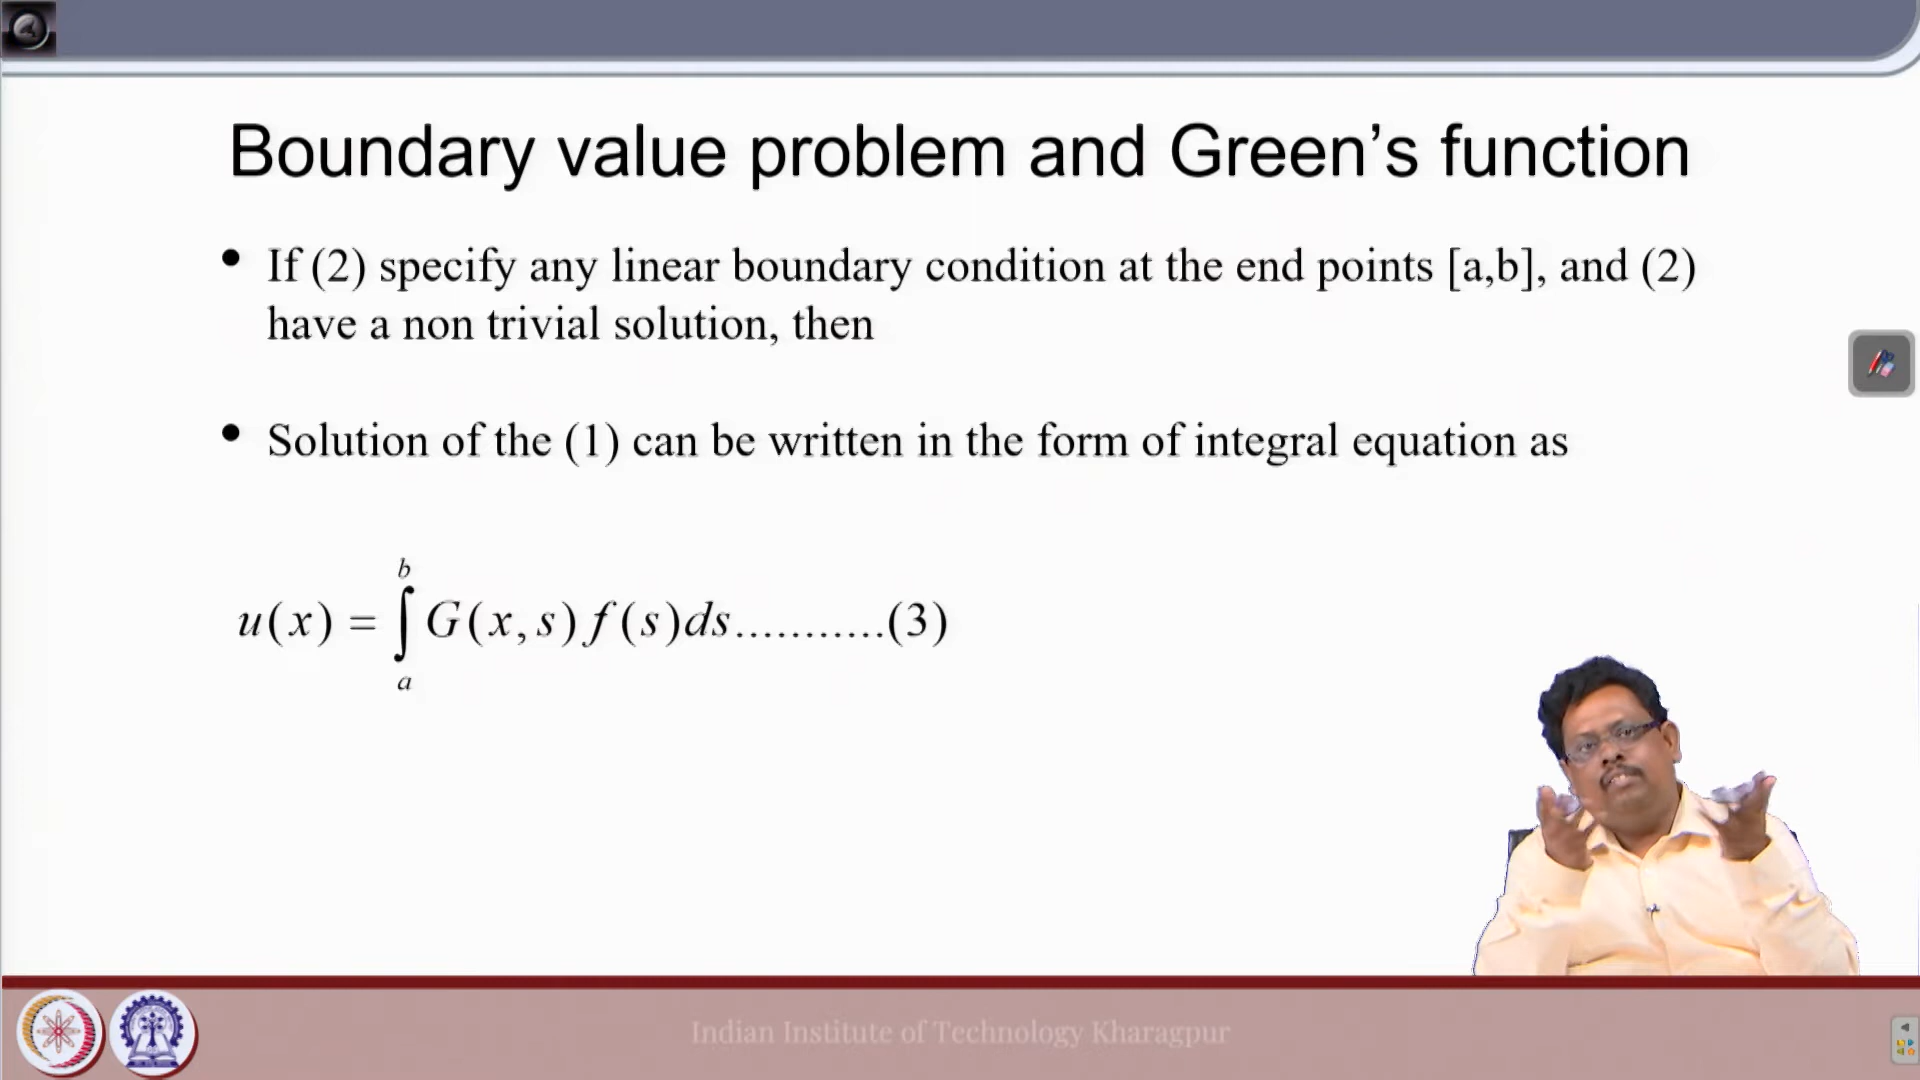 Boundary value problem and Green’s function
• If (2) specify any linear boundary condition at the end points [a,b], and (2)
have a non trivial solution, then
• Solution of the (1) can be written in the form of integral equation as
b
u(x) = ∫ G(x,s) f(s)ds...........(3)
a
Indian Institute of Technology Kharagpur